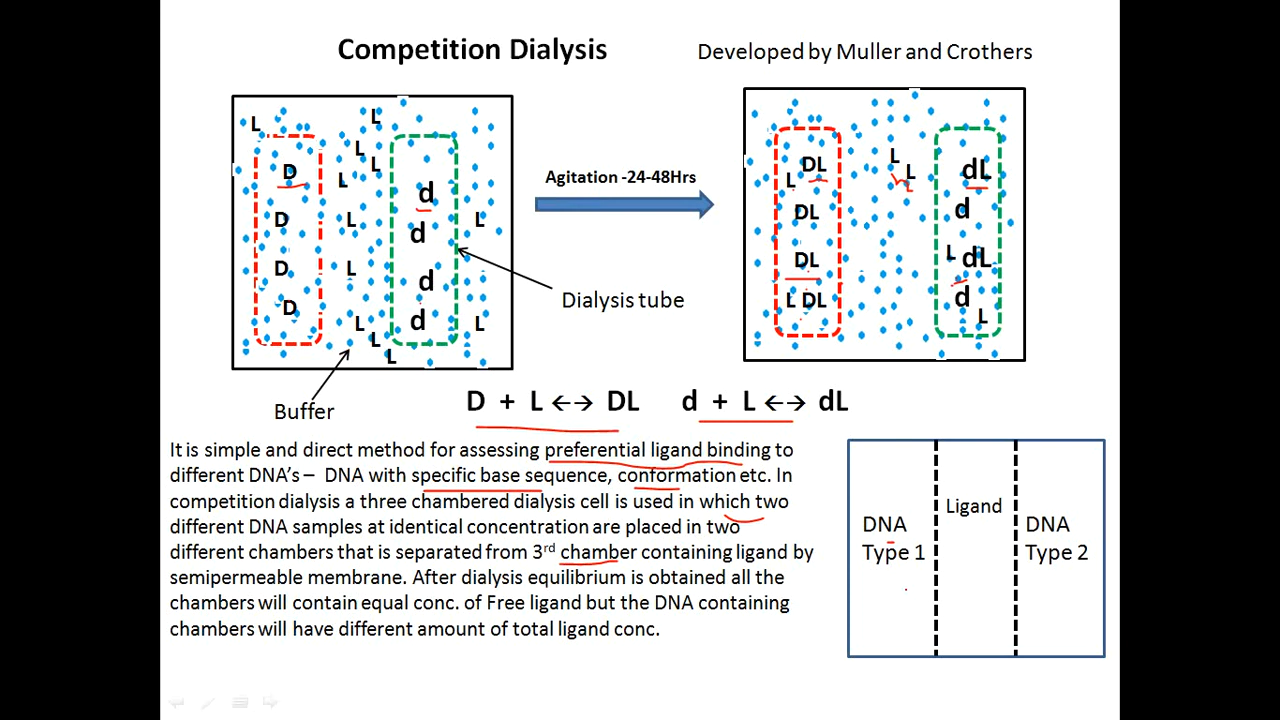 Competition Dialysis
Developed by Muller and Crothers
L
L
L
L
L
L
L
L
L
L
L
L
L
D
D
D
D
d
d
d
d
Agitation -24-48Hrs
Dialysis tube
Buffer
DL
L
DL
DL
L DL
L
L
dL
d
L dL
d
L
D + L <--> DL d + L <--> dL
It is simple and direct method for assessing preferential ligand binding to
different DNA's – DNA with specific base sequence, conformation etc. In
competition dialysis a three chambered dialysis cell is used in which two
different DNA samples at identical concentration are placed in two
different chambers that is separated from 3rd chamber containing ligand by
semipermeable membrane. After dialysis equilibrium is obtained all the
chambers will contain equal conc. of Free ligand but the DNA containing
chambers will have different amount of total ligand conc.
DNA
Type 1
Ligand
DNA
Type 2